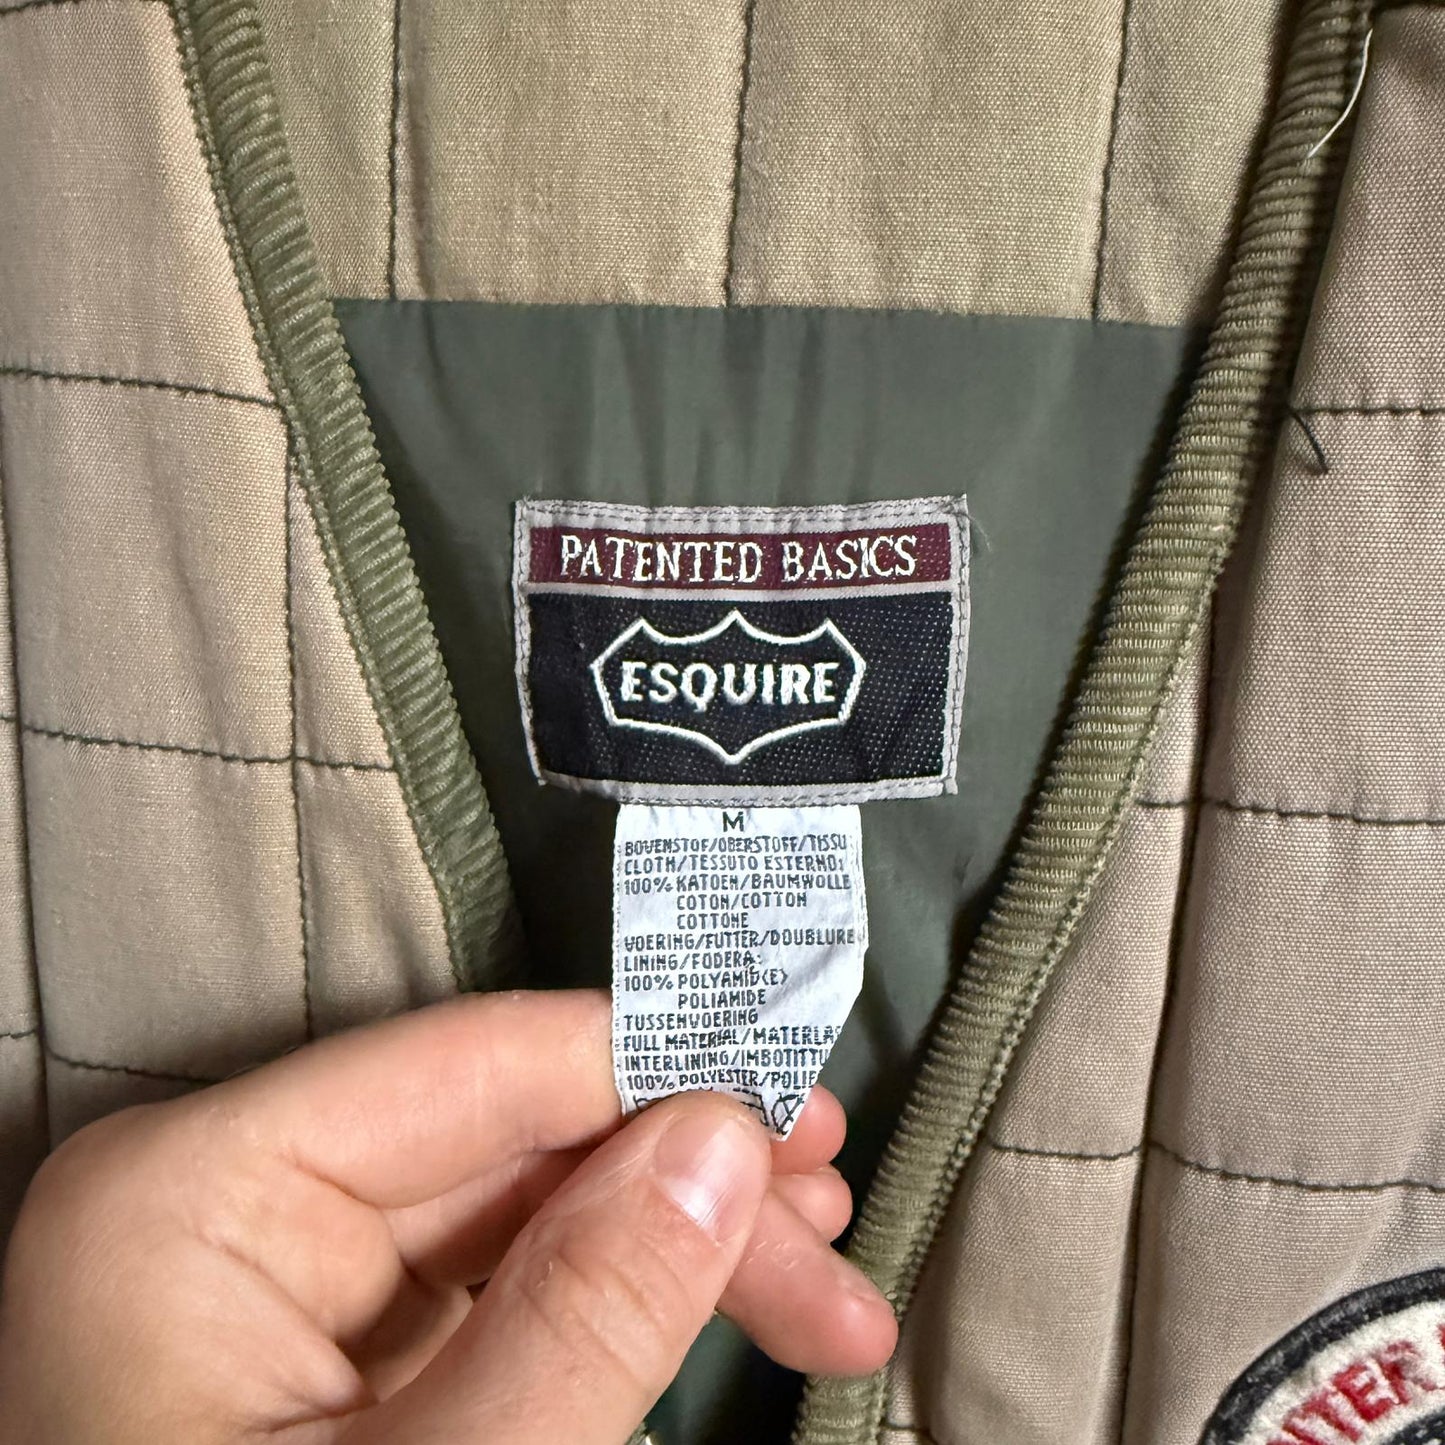 PATENTED BASICS
ESQUIRE
M
BOVENSTOF/OBERSTOFF/TISSU
CLOTH/TESSUTO ESTERNO:
100% KATOEN/BAUMWOLLE
COTON/COTTON
COTTONE
VOERING/FUTTER/DOUBLURE
LINING/FODERA:
100% POLYAMID(E)
POLIAMIDE
TUSSENVOERING
FULL MATERIAL/MATERLAS
INTERLINING/IMBOTITTU
100% POLYESTER/POLIE